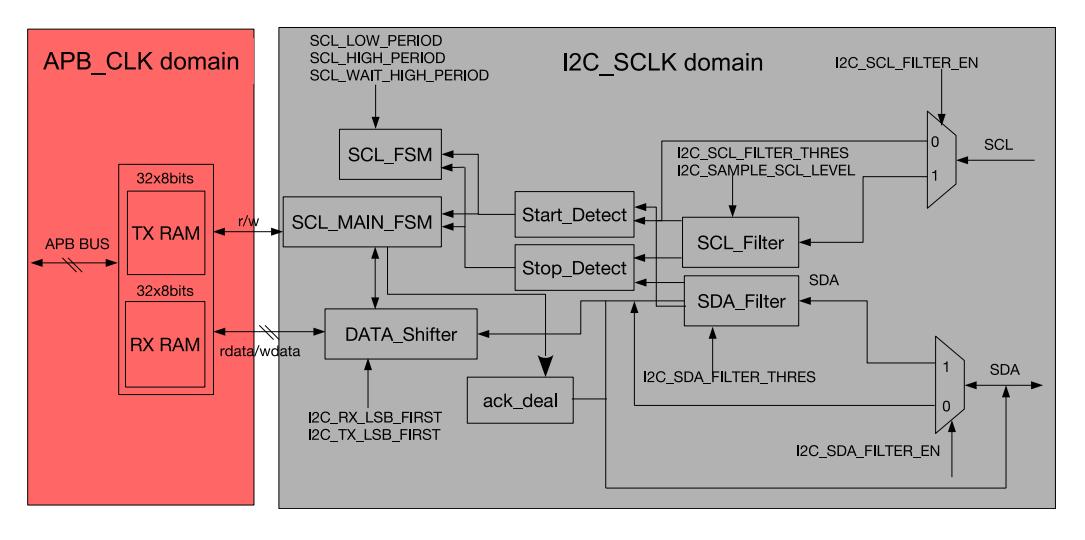 APB_CLK domain
32x8bits
TX RAM
APB BUS
32x8bits
RX RAM
r/w
rdata/wdata
I2C_SCLK domain
SCL_LOW_PERIOD
SCL_HIGH_PERIOD
SCL_WAIT_HIGH_PERIOD
SCL_FSM
SCL_MAIN_FSM
DATA_Shifter
I2C_RX_LSB_FIRST
I2C_TX_LSB_FIRST
ack_deal
Start_Detect
Stop_Detect
I2C_SCL_FILTER_THRES
I2C_SAMPLE_SCL_LEVEL
SCL_Filter
SDA_Filter
I2C_SDA_FILTER_THRES
I2C_SCL_FILTER_EN
0
1
SCL
SDA
1
0
SDA
I2C_SDA_FILTER_EN